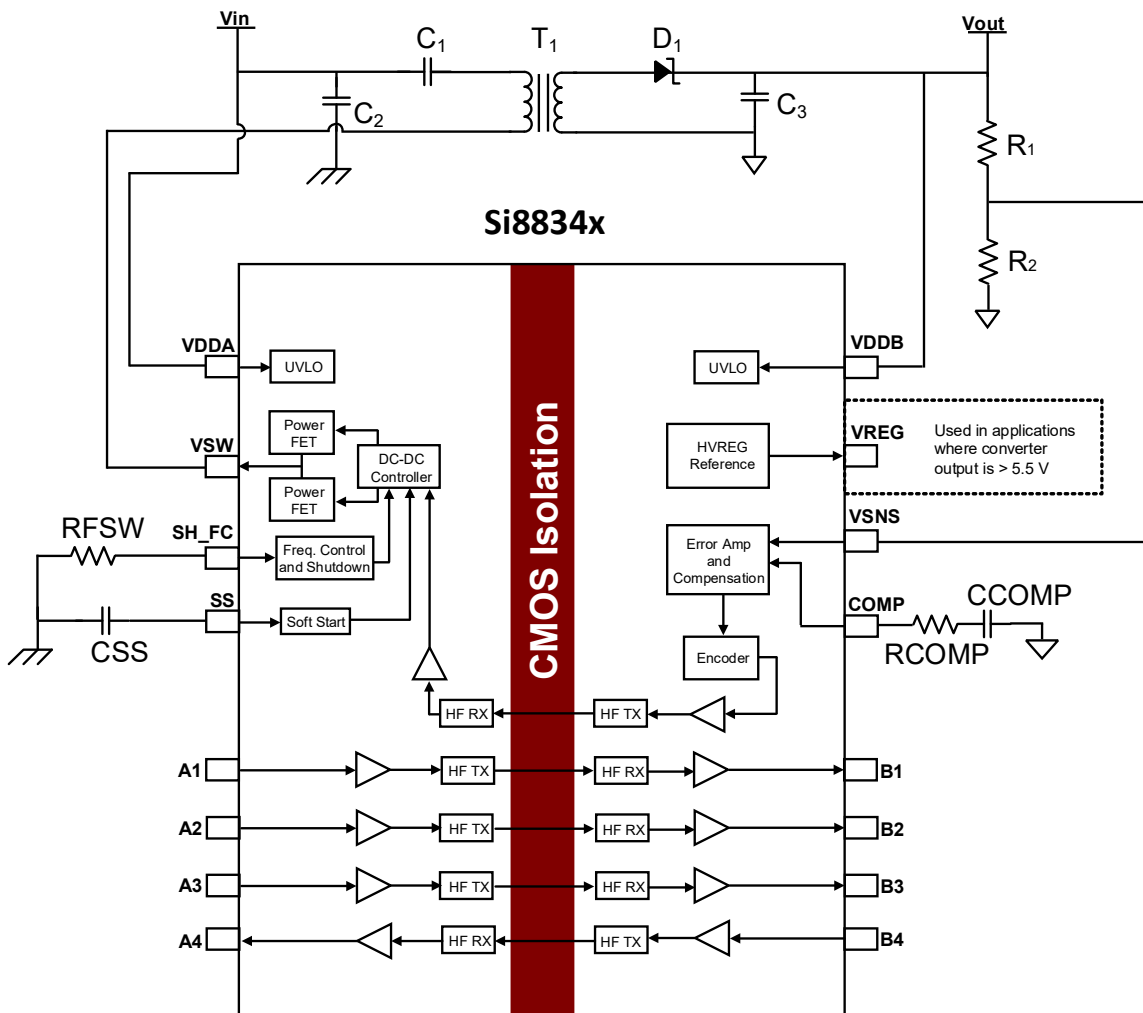 Vin
Vout
C1
T1
D1
C2
C3
R1
R2
Si8834x
VDDA
UVLO
UVLO
VDDB
VSW
Power
FET
Power
FET
DC-DC
Controller
HVREG
Reference
VREG
Used in applications
where converter
output is > 5.5 V
RFSW
SH_FC
Freq. Control
and Shutdown
CMOS Isolation
Error Amp
and
Compensation
VSNS
SS
CSS
Soft Start
Encoder
COMP
RCOMP
CCOMP
HF RX
HF TX
A1
HF TX
HF RX
B1
A2
HF TX
HF RX
B2
A3
HF TX
HF RX
B3
A4
HF RX
HF TX
B4